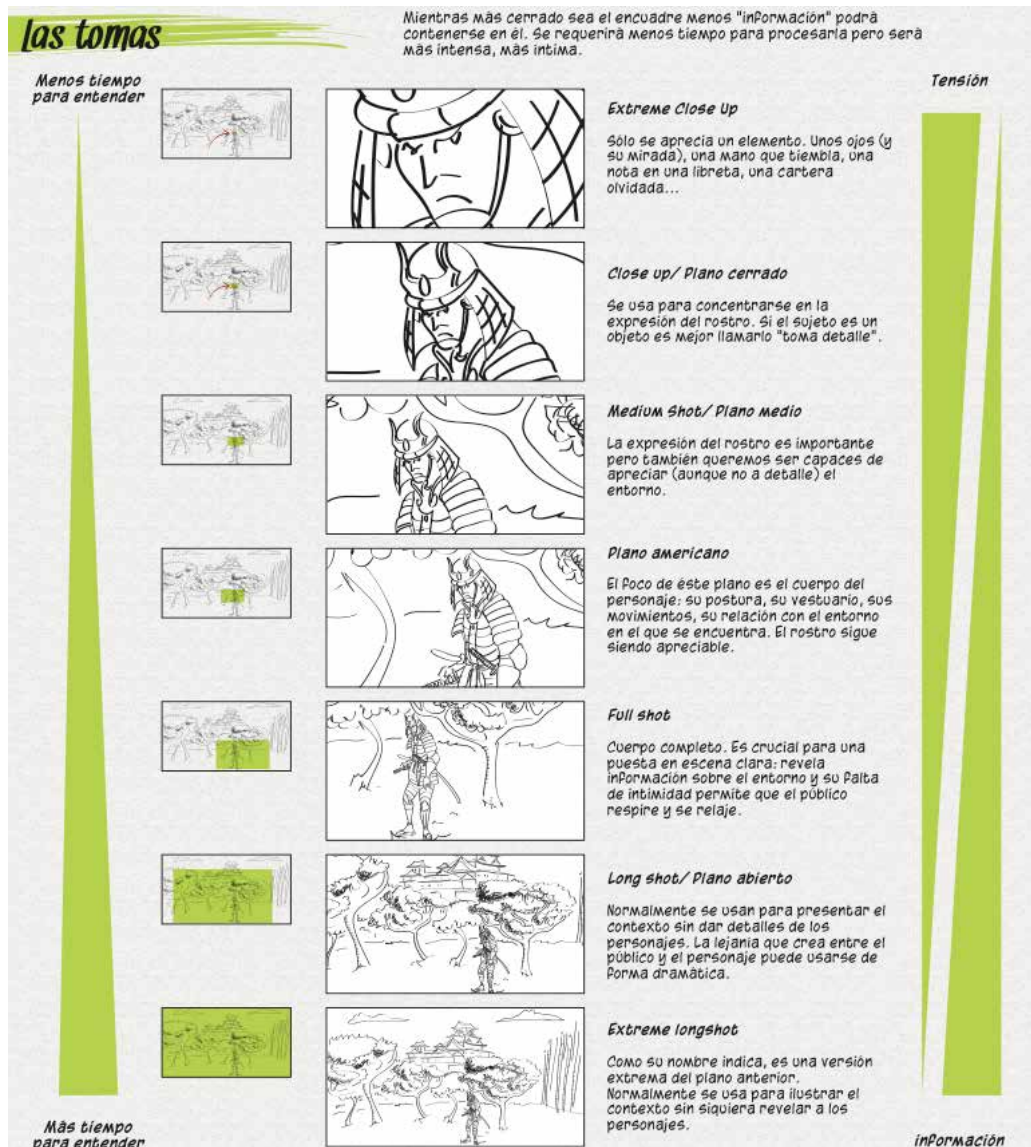 las tomas
Mientras más cerrado sea el encuadre menos "información" podrá
contenerse en él. Se requerirá menos tiempo para procesarla pero será
más intensa, más intima.
Menos tiempo
para entender
Tensión
Extreme Close Up
Sólo se aprecia un elemento. Unos ojos (y
su mirada), una mano que tiembla, una
nota en una libreta, una cartera
olvidada...
Close up/ Plano cerrado
Se usa para concentrarse en la
expresión del rostro. Si el sujeto es un
objeto es mejor llamarlo "toma detalle".
Medium Shot/ Plano medio
La expresión del rostro es importante
pero también queremos ser capaces de
apreciar (aunque no a detalle) el
entorno.
Plano americano
El foco de éste plano es el cuerpo del
personaje: su postura, su vestuario, sus
movimientos, su relación con el entorno
en el que se encuentra. El rostro sigue
siendo apreciable.
Full shot
Cuerpo completo. Es crucial para una
puesta en escena clara: revela
información sobre el entorno y su falta
de intimidad permite que el público
respire y se relaje.
Long shot/ Plano abierto
Normalmente se usan para presentar el
contexto sin dar detalles de los
personajes. La lejanía que crea entre el
público y el personaje puede usarse de
forma dramática.
Extreme longshot
Como su nombre indica, es una versión
extrema del plano anterior.
Normalmente se usa para ilustrar el
contexto sin siquiera revelar a los
personajes.
Más tiempo
para entender
información